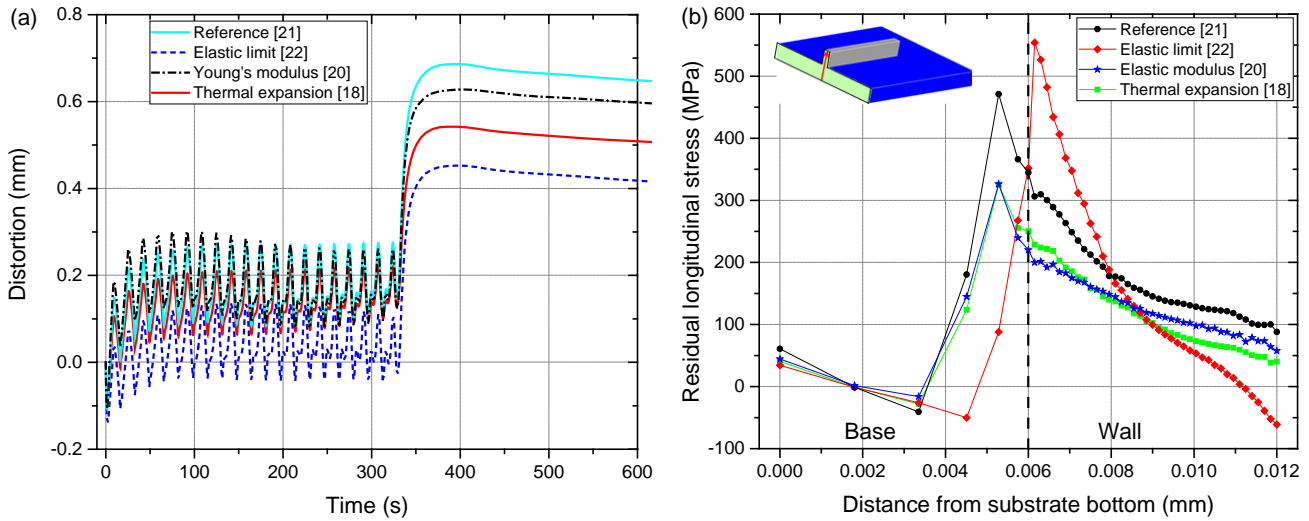 (a)
Reference [21]
Elastic limit [22]
Young's modulus [20]
Thermal expansion [18]
Distortion (mm)
0.8
0.6
0.4
0.2
0.0
-0.2
0
100
200
300
400
500
600
Time (s)
(b)
Reference [21]
Elastic limit [22]
Elastic modulus [20]
Thermal expansion [18]
Residual longitudinal stress (MPa)
600
500
400
300
200
100
0
-100
Base
Wall
0.000
0.002
0.004
0.006
0.008
0.010
0.012
Distance from substrate bottom (mm)